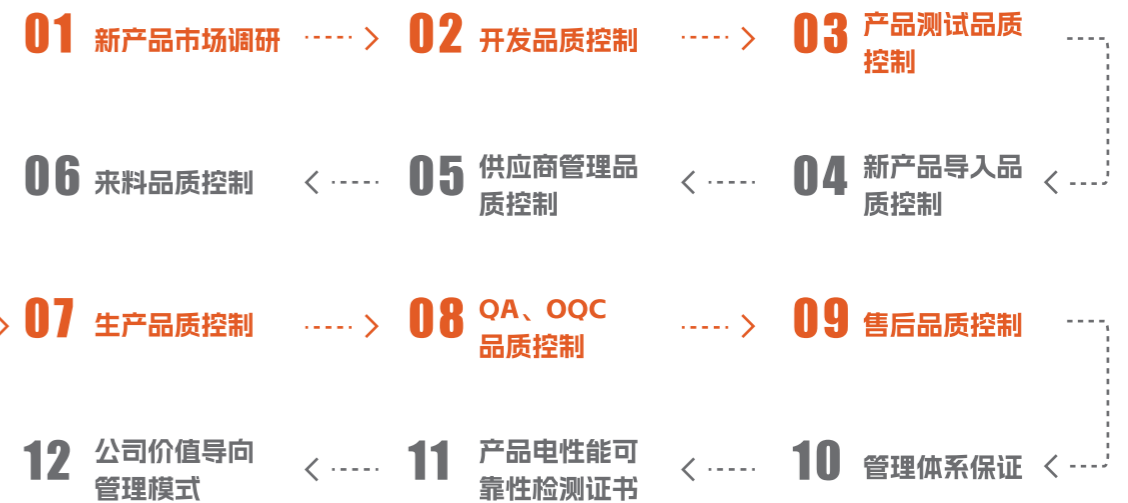 01 新产品市场调研
02 开发品质控制
03 产品测试品质
控制
04 新产品导入品
质控制
05 供应商管理品
质控制
06 来料品质控制
07 生产品质控制
08 QA、OQC
品质控制
09 售后品质控制
10 管理体系保证
11 产品电性能可
靠性检测证书
12 公司价值导向
管理模式